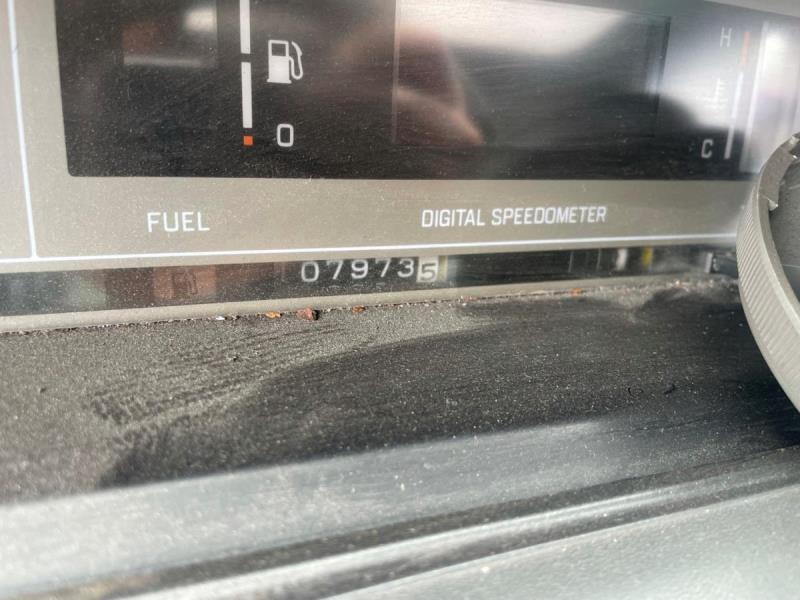 H
O
C
FUEL
DIGITAL SPEEDOMETER
079735